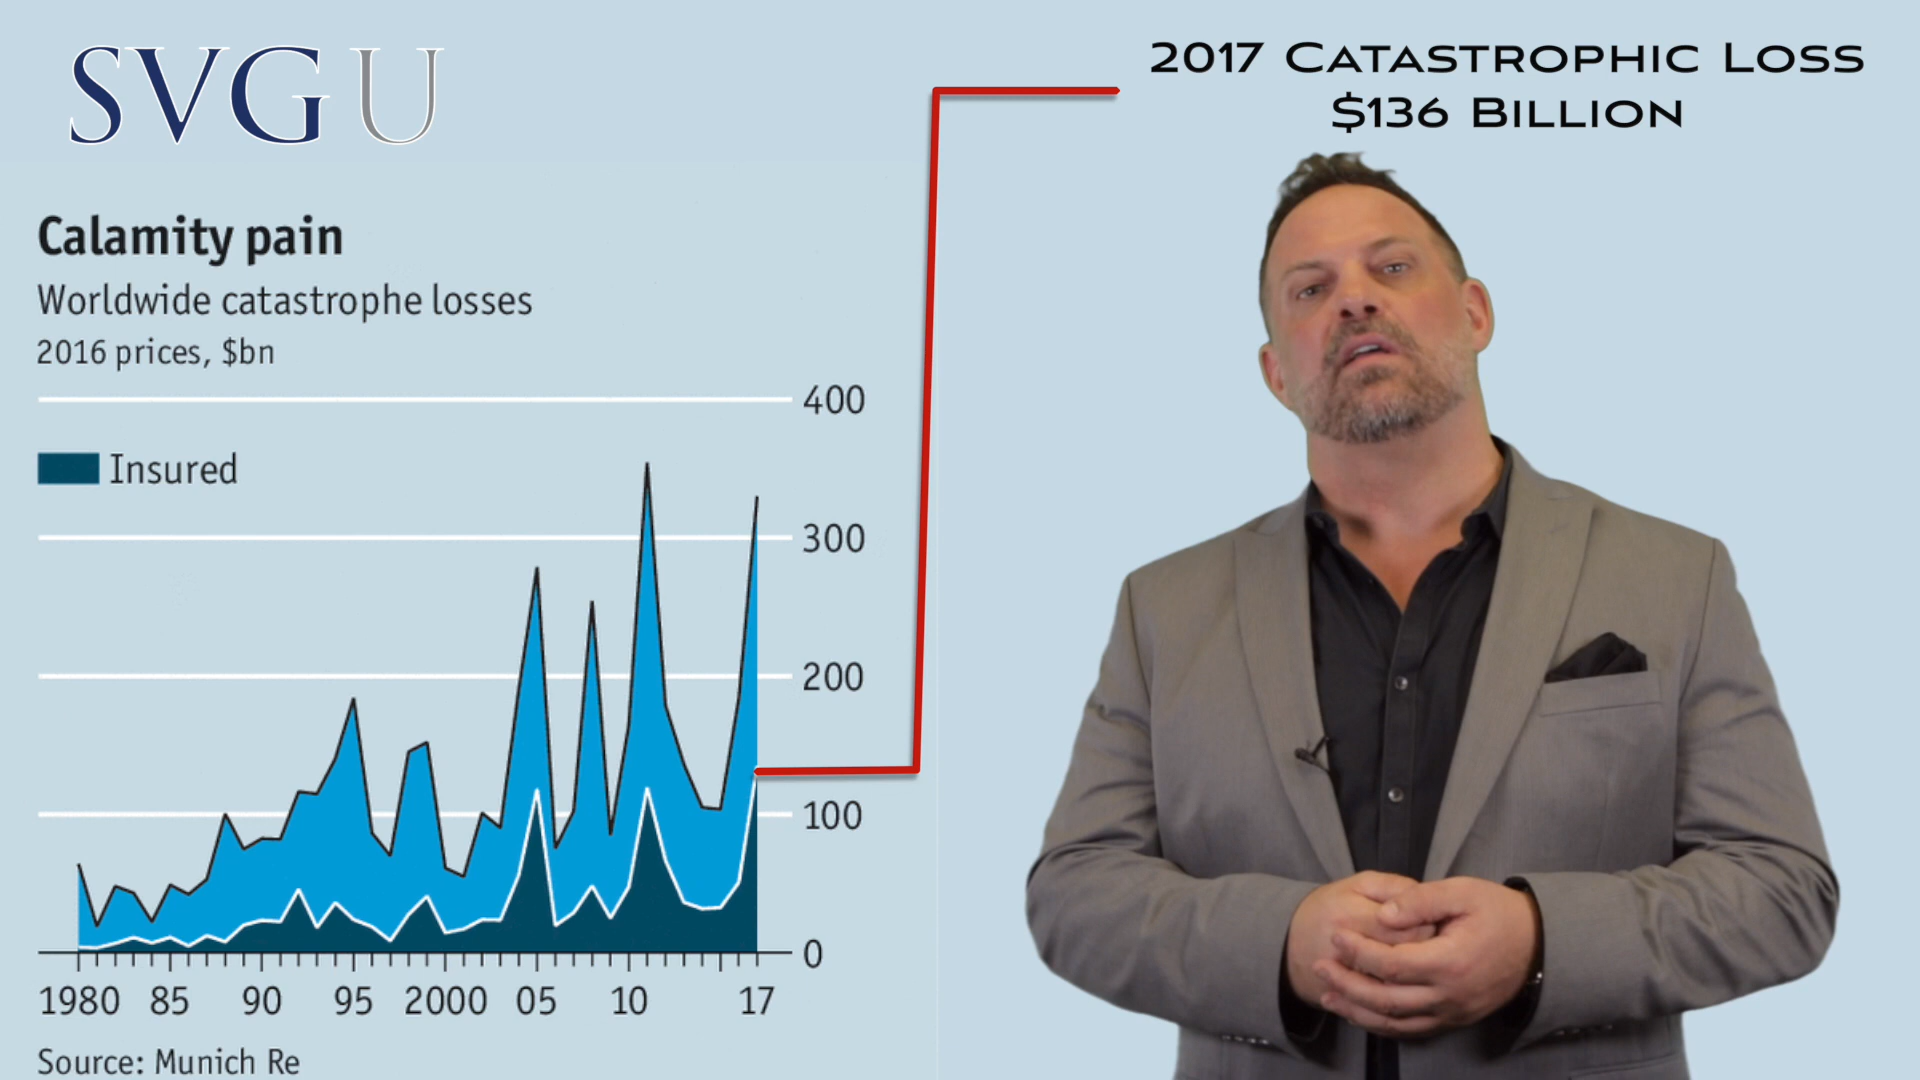 SVG U
2017 Catastrophic Loss
$136 Billion
Calamity pain
Worldwide catastrophe losses
2016 prices, $bn
400
Insured
300
200
100
0
1980 85 90 95 2000 05 10 17
Source: Munich Re